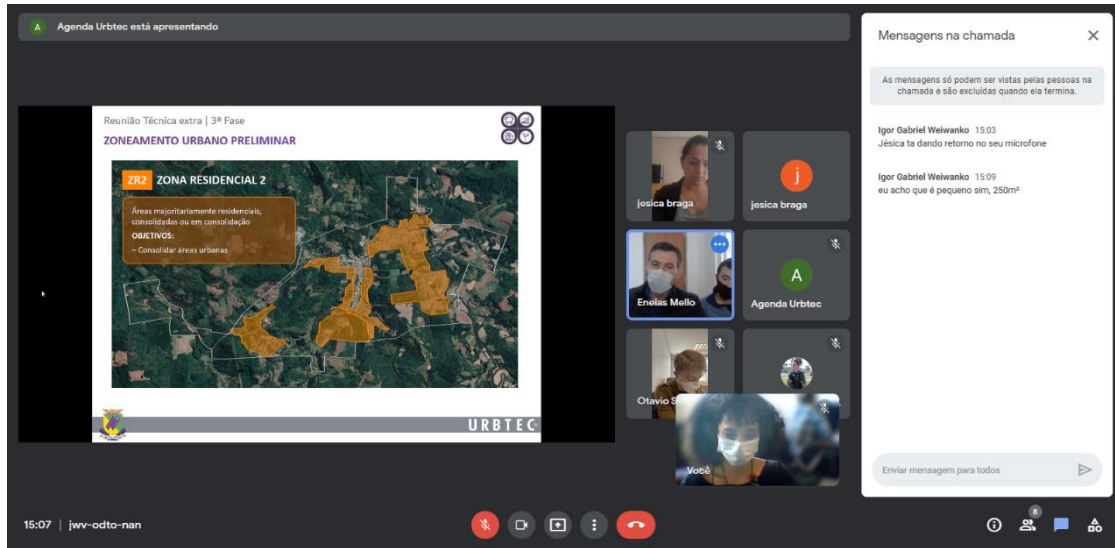 A Agenda Urbtec está apresentando
Reunião Técnica extra | 3ª Fase
ZONEAMENTO URBANO PRELIMINAR
ZR2 ZONA RESIDENCIAL 2
Áreas majoritariamente residenciais,
consolidadas ou em consolidação
OBJETIVOS:
– Consolidar áreas urbanas
URBTEC
jesica braga
j
jesica braga
Eneias Mello
A
Agenda Urbtec
Otavio S
Você
Mensagens na chamada
As mensagens só podem ser vistas pelas pessoas na
chamada e são excluídas quando ela termina.
Igor Gabriel Weiwanko 15:03
Jésica ta dando retorno no seu microfone
Igor Gabriel Weiwanko 15:09
eu acho que é pequeno sim, 250m²
Enviar mensagem para todos
15:07 | jwv-odto-nan
8